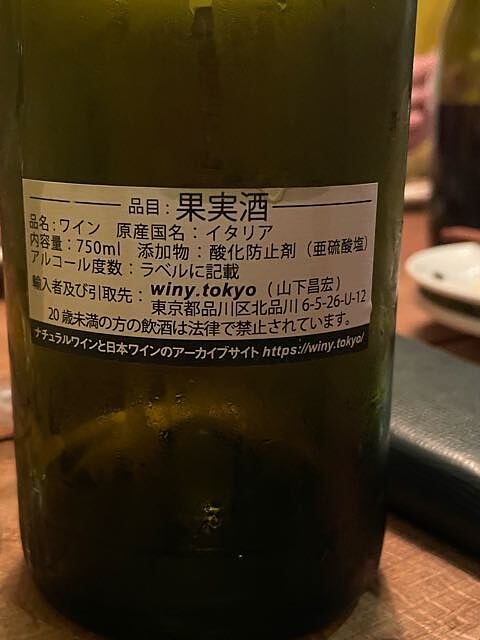 品目：果実酒
品名：ワイン　原産国名：イタリア
内容量：750ml　添加物：酸化防止剤（亜硫酸塩）
アルコール度数：ラベルに記載
輸入者及び引取先：winy.tokyo（山下昌宏）
東京都品川区北品川 6-5-26-U-12
20歳未満の方の飲酒は法律で禁止されています。
ナチュラルワインと日本ワインのアーカイブサイト https://winy.tokyo/